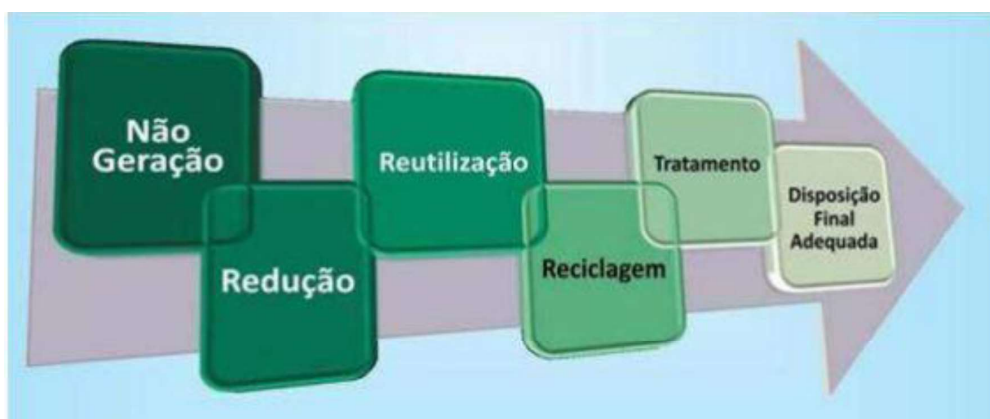 Não
Geração
Redução
Reutilização
Reciclagem
Tratamento
Disposição
Final
Adequada